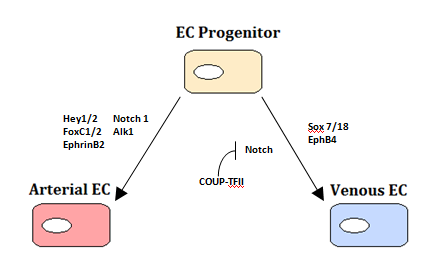 EC Progenitor
Hey1/2 Notch 1
FoxC1/2 Alk1
EphrinB2
Sox 7/18
EphB4
Notch
COUP-TFII
Arterial EC
Venous EC